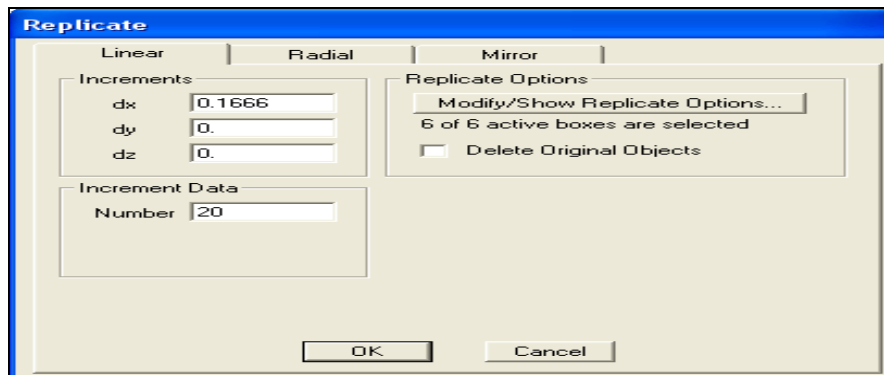 Replicate
Linear Radial Mirror
Increments
dx 0.1666
dy 0.
dz 0.
Increment Data
Number 20
Replicate Options
Modify/Show Replicate Options...
6 of 6 active boxes are selected
Delete Original Objects
OK Cancel